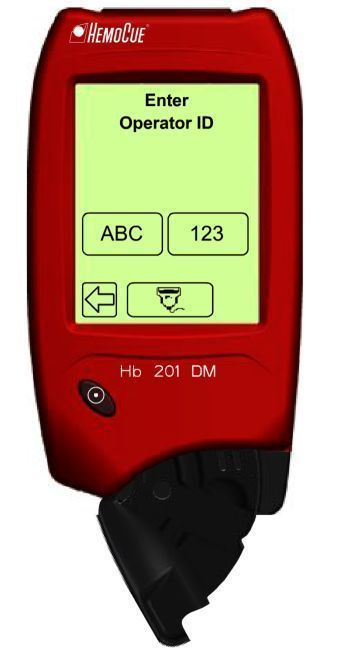 HemoCue
Enter
Operator ID
ABC
123
Hb 201 DM